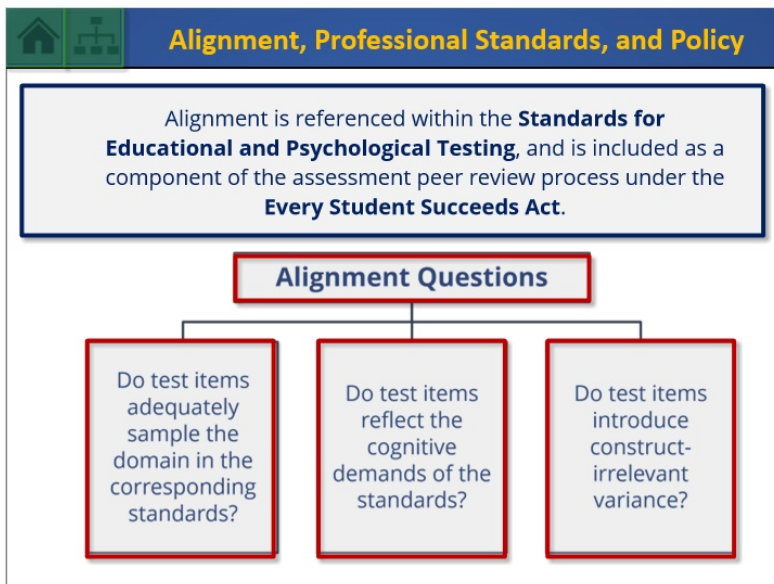 Alignment, Professional Standards, and Policy
Alignment is referenced within the Standards for
Educational and Psychological Testing, and is included as a
component of the assessment peer review process under the
Every Student Succeeds Act.
Alignment Questions
Do test items
adequately
sample the
domain in the
corresponding
standards?
Do test items
reflect the
cognitive
demands of the
standards?
Do test items
introduce
construct-
irrelevant
variance?